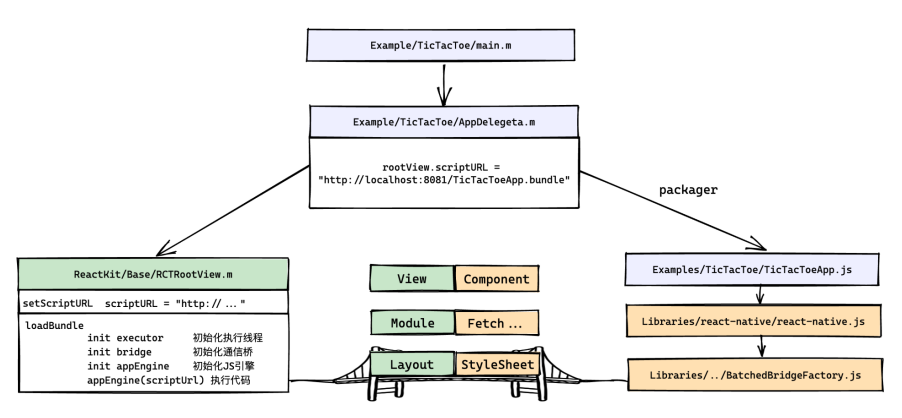 Example/TicTacToe/main.m
Example/TicTacToe/AppDelegeta.m
rootView.scriptURL =
"http://localhost:8081/TicTacToeApp.bundle"
packager
ReactKit/Base/RCTRootView.m
setScriptURL scriptURL = "http:// ... "
loadBundle
init executor 初始化执行线程
init bridge 初始化通信桥
init appEngine 初始化JS引擎
appEngine(scriptUrl) 执行代码
View Component
Module Fetch ...
Layout StyleSheet
Examples/TicTacToe/TicTacToeApp.js
Libraries/react-native/react-native.js
Libraries/../BatchedBridgeFactory.js